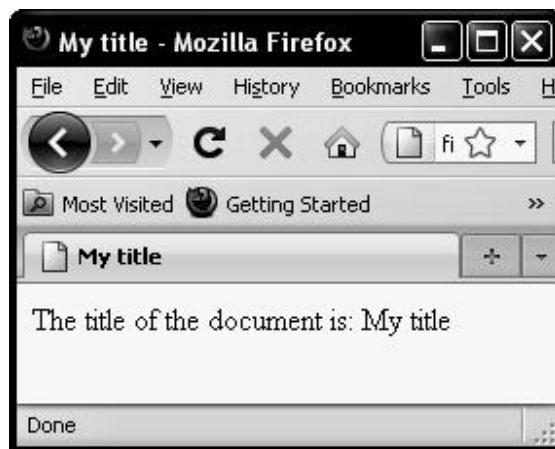 My title - Mozilla Firefox
File Edit View History Bookmarks Tools H
fi
Most Visited Getting Started »
My title
The title of the document is: My title
Done